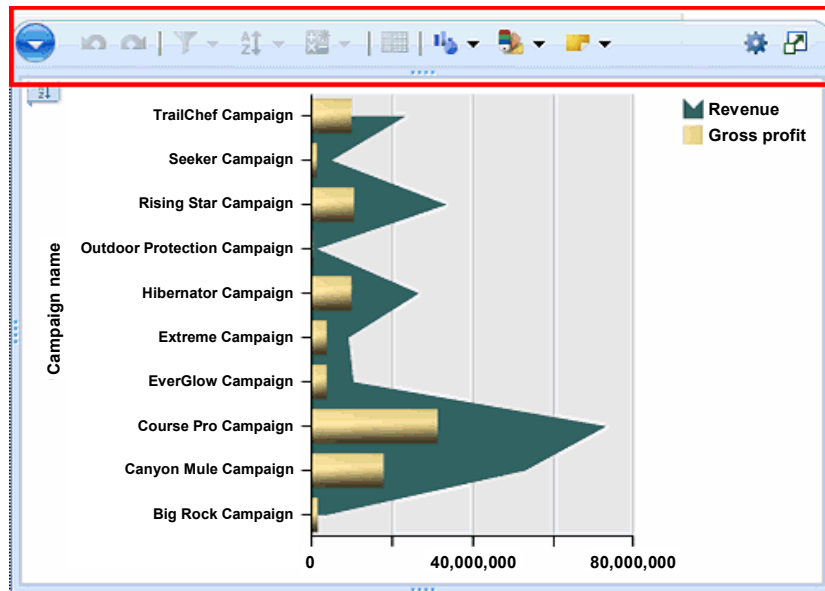 Revenue
Gross profit
Campaign name
TrailChef Campaign
Seeker Campaign
Rising Star Campaign
Outdoor Protection Campaign
Hibernator Campaign
Extreme Campaign
EverGlow Campaign
Course Pro Campaign
Canyon Mule Campaign
Big Rock Campaign
0
40,000,000
80,000,000